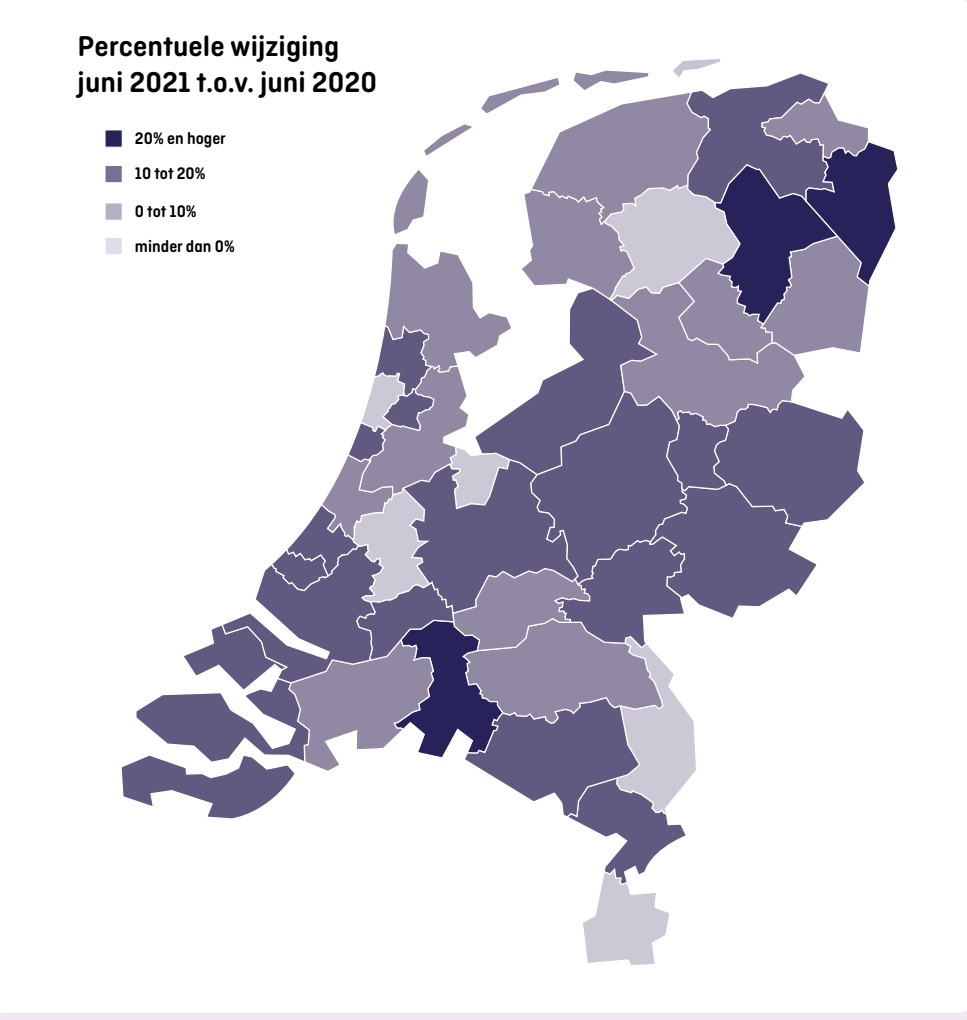 Percentuele wijziging
juni 2021 t.o.v. juni 2020
20% en hoger
10 tot 20%
0 tot 10%
minder dan 0%